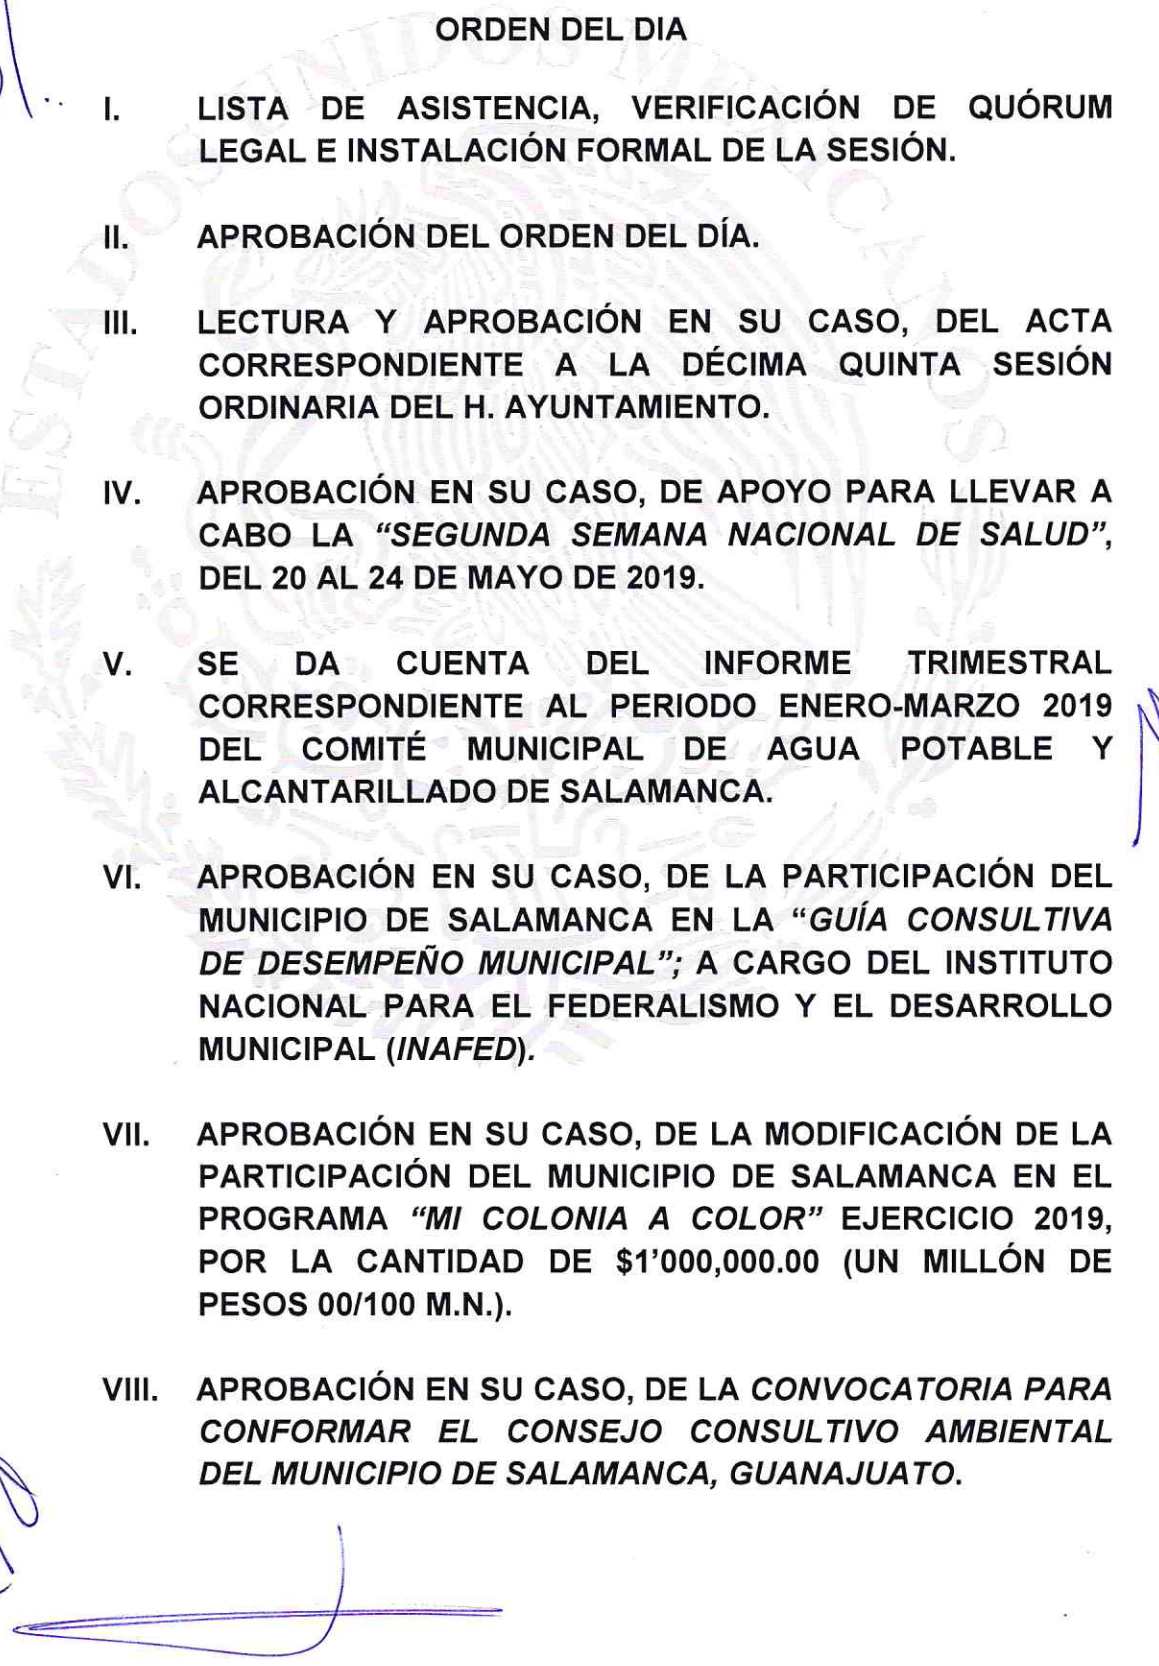 ORDEN DEL DIA
I. LISTA DE ASISTENCIA, VERIFICACIÓN DE QUÓRUM
LEGAL E INSTALACIÓN FORMAL DE LA SESIÓN.
II. APROBACIÓN DEL ORDEN DEL DÍA.
III. LECTURA Y APROBACIÓN EN SU CASO, DEL ACTA
CORRESPONDIENTE A LA DÉCIMA QUINTA SESIÓN
ORDINARIA DEL H. AYUNTAMIENTO.
IV. APROBACIÓN EN SU CASO, DE APOYO PARA LLEVAR A
CABO LA “SEGUNDA SEMANA NACIONAL DE SALUD”,
DEL 20 AL 24 DE MAYO DE 2019.
V. SE DA CUENTA DEL INFORME TRIMESTRAL
CORRESPONDIENTE AL PERIODO ENERO-MARZO 2019
DEL COMITÉ MUNICIPAL DE AGUA POTABLE Y
ALCANTARILLADO DE SALAMANCA.
VI. APROBACIÓN EN SU CASO, DE LA PARTICIPACIÓN DEL
MUNICIPIO DE SALAMANCA EN LA “GUÍA CONSULTIVA
DE DESEMPEÑO MUNICIPAL”; A CARGO DEL INSTITUTO
NACIONAL PARA EL FEDERALISMO Y EL DESARROLLO
MUNICIPAL (INAFED).
VII. APROBACIÓN EN SU CASO, DE LA MODIFICACIÓN DE LA
PARTICIPACIÓN DEL MUNICIPIO DE SALAMANCA EN EL
PROGRAMA “MI COLONIA A COLOR” EJERCICIO 2019,
POR LA CANTIDAD DE $1’000,000.00 (UN MILLÓN DE
PESOS 00/100 M.N.).
VIII. APROBACIÓN EN SU CASO, DE LA CONVOCATORIA PARA
CONFORMAR EL CONSEJO CONSULTIVO AMBIENTAL
DEL MUNICIPIO DE SALAMANCA, GUANAJUATO.
ESTADOS UNIDOS MEXICANOS